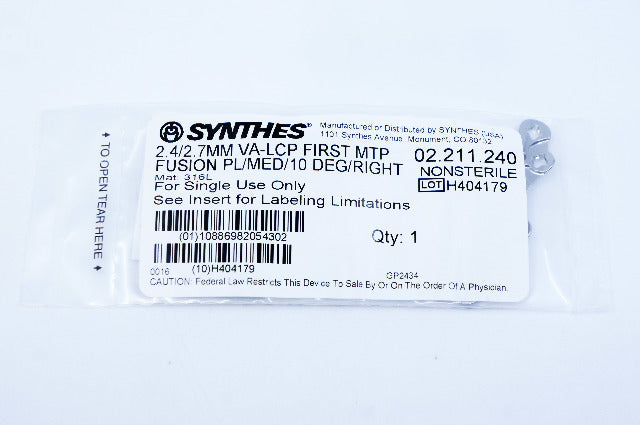 SYNTHES®
Manufactured or Distributed by SYNTHES (USA)
1101 Synthes Avenue, Monument, CO 80132
2.4/2.7MM VA-LCP FIRST MTP
FUSION PL/MED/10 DEG/RIGHT
02.211.240
NONSTERILE
LOT H404179
Mat. 316L
For Single Use Only
See Insert for Labeling Limitations
(01)10886982054302
Qty: 1
(10)H404179
0016
GP2434
CAUTION: Federal Law Restricts This Device To Sale By Or On The Order Of A Physician.
TO OPEN TEAR HERE